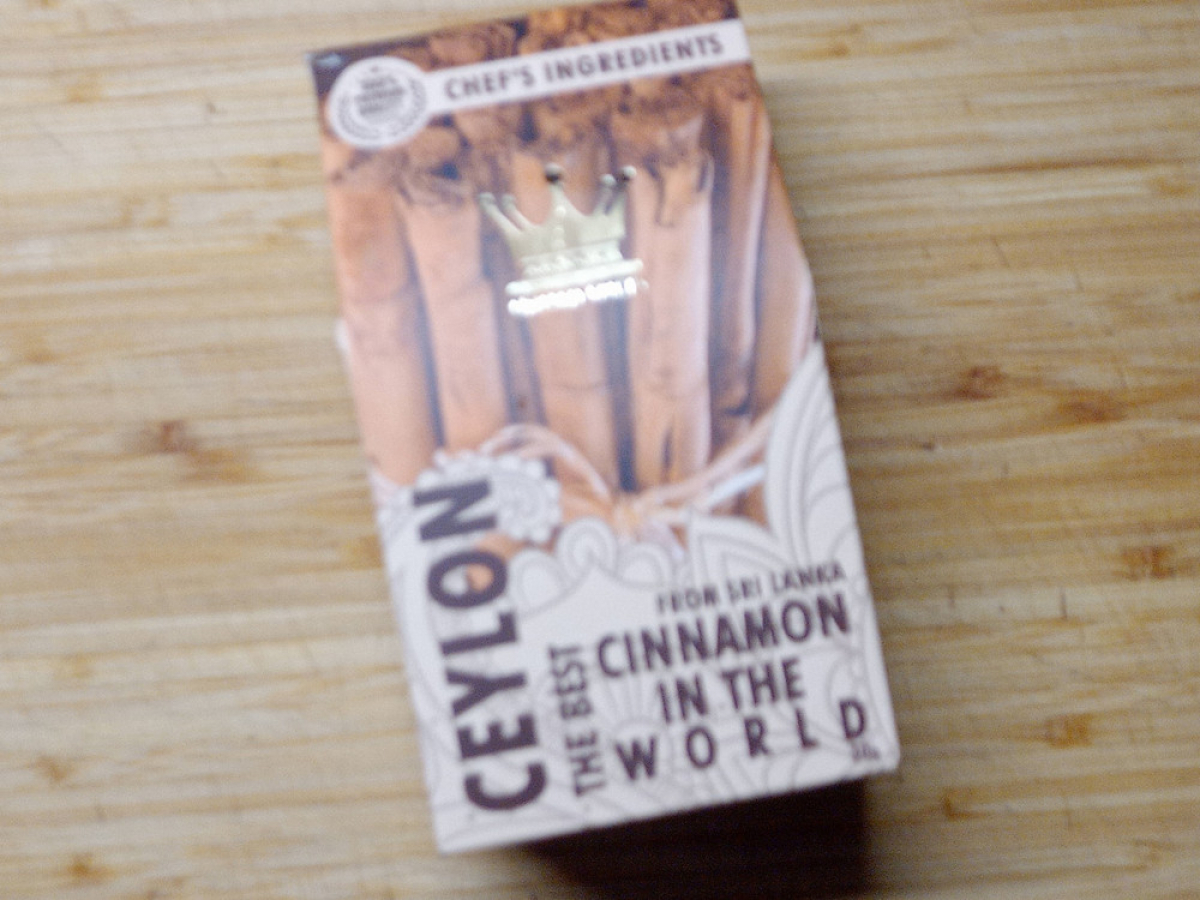 CHEF'S INGREDIENTS
CEYLON
THE BEST
FROM SRI LANKA
CINNAMON
IN THE
WORLD